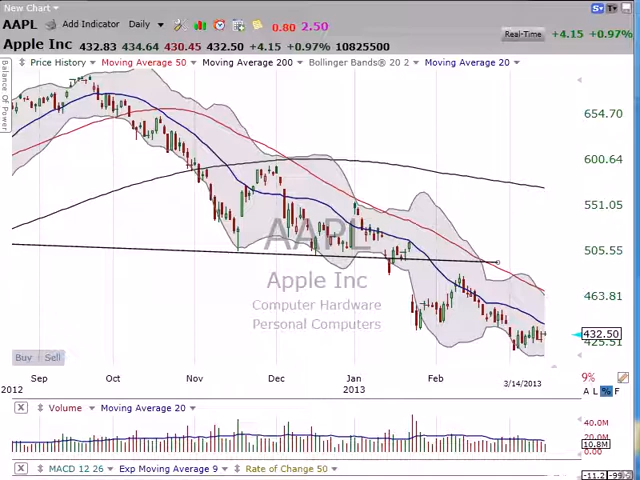 New Chart
S T
AAPL Add Indicator Daily 0.80 2.50
Apple Inc 432.83 434.64 430.45 432.50 +4.15 +0.97% 10825500
Real-Time +4.15 +0.97%
Balance Of Power
Price History Moving Average 50 Moving Average 200 Bollinger Bands® 20 2 Moving Average 20
654.70
600.64
551.05
505.55
463.81
432.50
425.51
AAPL
Apple Inc
Computer Hardware
Personal Computers
Buy Sell
Sep Oct Nov Dec Jan Feb 3/14/2013
2012 2013
9%
A L % F
X Volume Moving Average 20
40.0M
20.0M
10.8M
0.00
X MACD 12 26 Exp Moving Average 9 Rate of Change 50
-11.2 -99